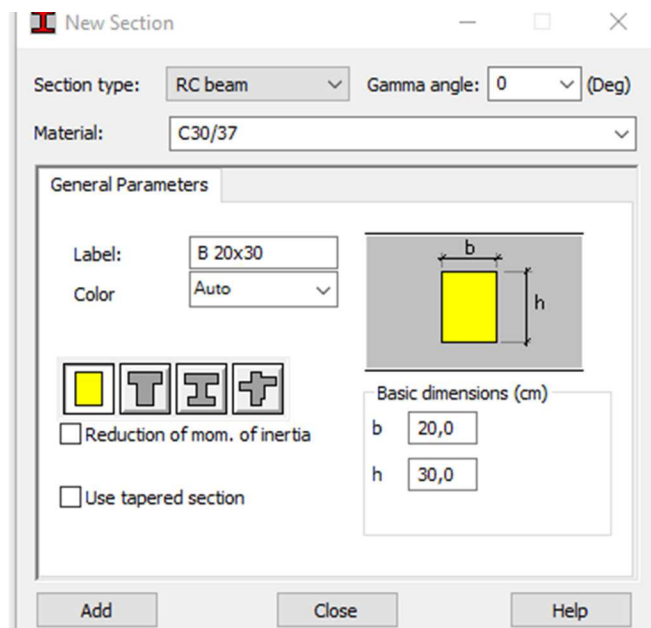 New Section
Section type: RC beam Gamma angle: 0 (Deg)
Material: C30/37
General Parameters
Label: B 20x30
Color Auto
b
h
Reduction of mom. of inertia
Use tapered section
Basic dimensions (cm)
b 20,0
h 30,0
Add Close Help